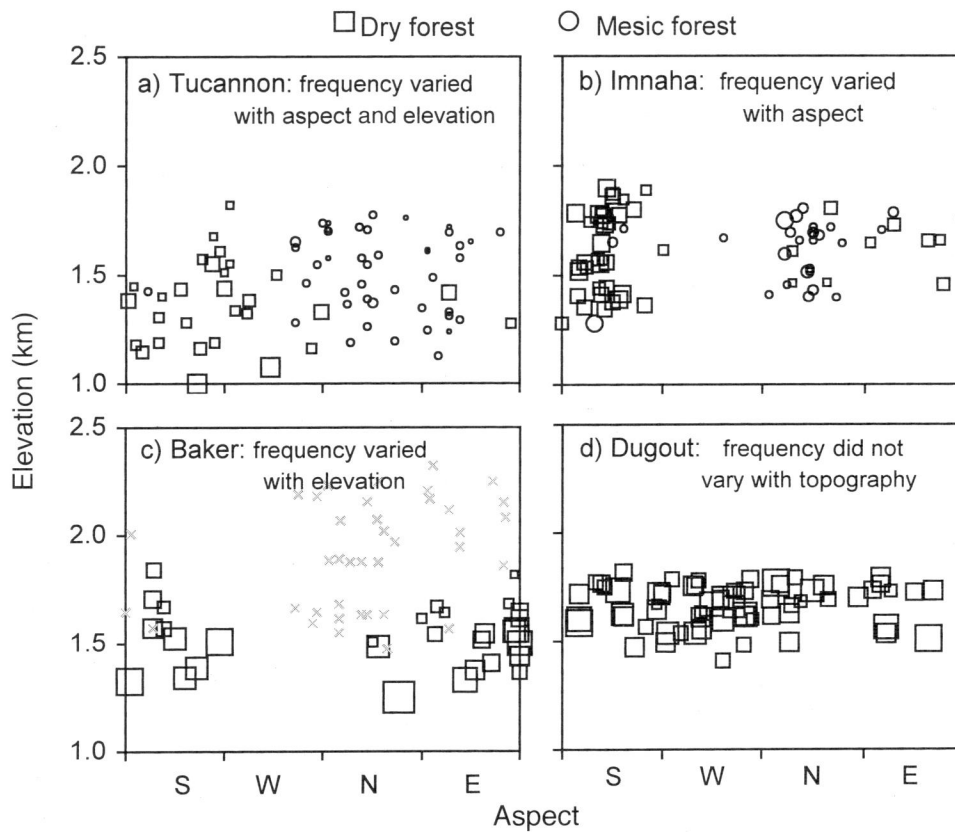 Dry forest Mesic forest
2.5
a) Tucannon: frequency varied
with aspect and elevation
b) Imnaha: frequency varied
with aspect
2.0
1.5
1.0
Elevation (km)
2.5
c) Baker: frequency varied
with elevation
d) Dugout: frequency did not
vary with topography
2.0
1.5
1.0
S W N E S W N E
Aspect